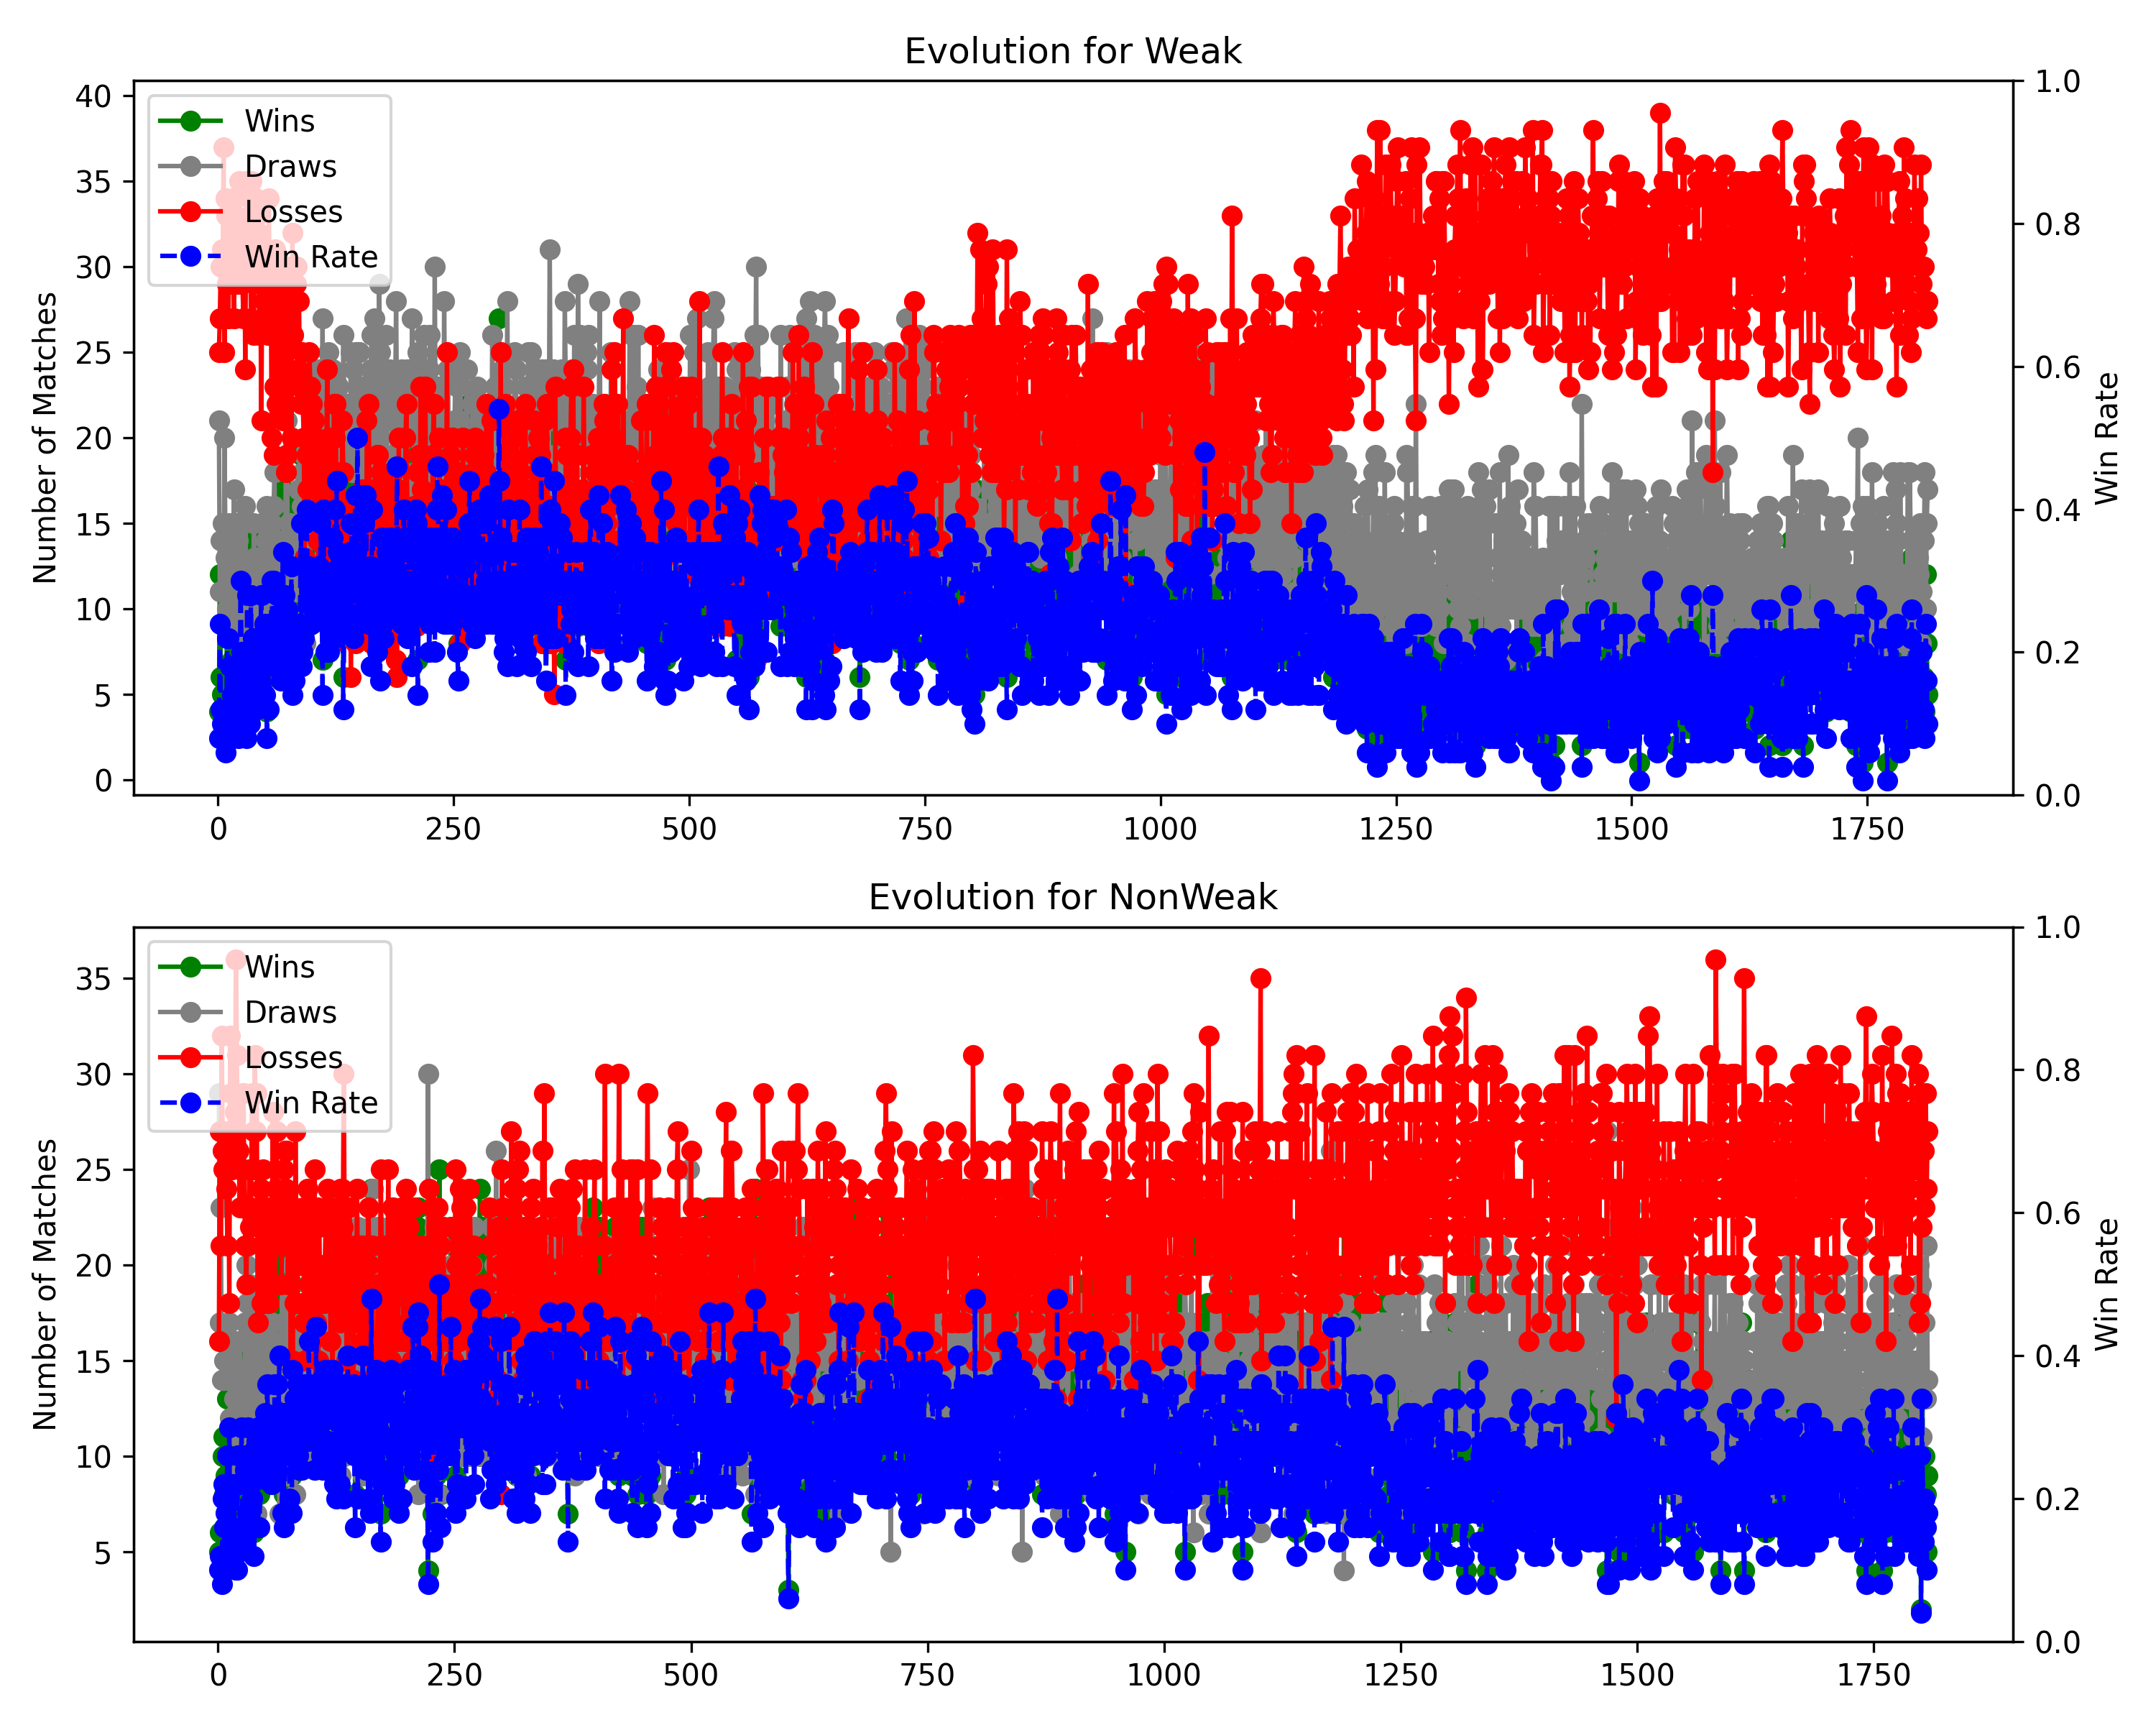 Evolution for Weak
Number of Matches
40
35
30
25
20
15
10
5
0
Wins
Draws
Losses
Win Rate
1.0
0.8
0.6
0.4
0.2
0.0
Win Rate
0 250 500 750 1000 1250 1500 1750
Evolution for NonWeak
Number of Matches
35
30
25
20
15
10
5
Wins
Draws
Losses
Win Rate
1.0
0.8
0.6
0.4
0.2
0.0
Win Rate
0 250 500 750 1000 1250 1500 1750